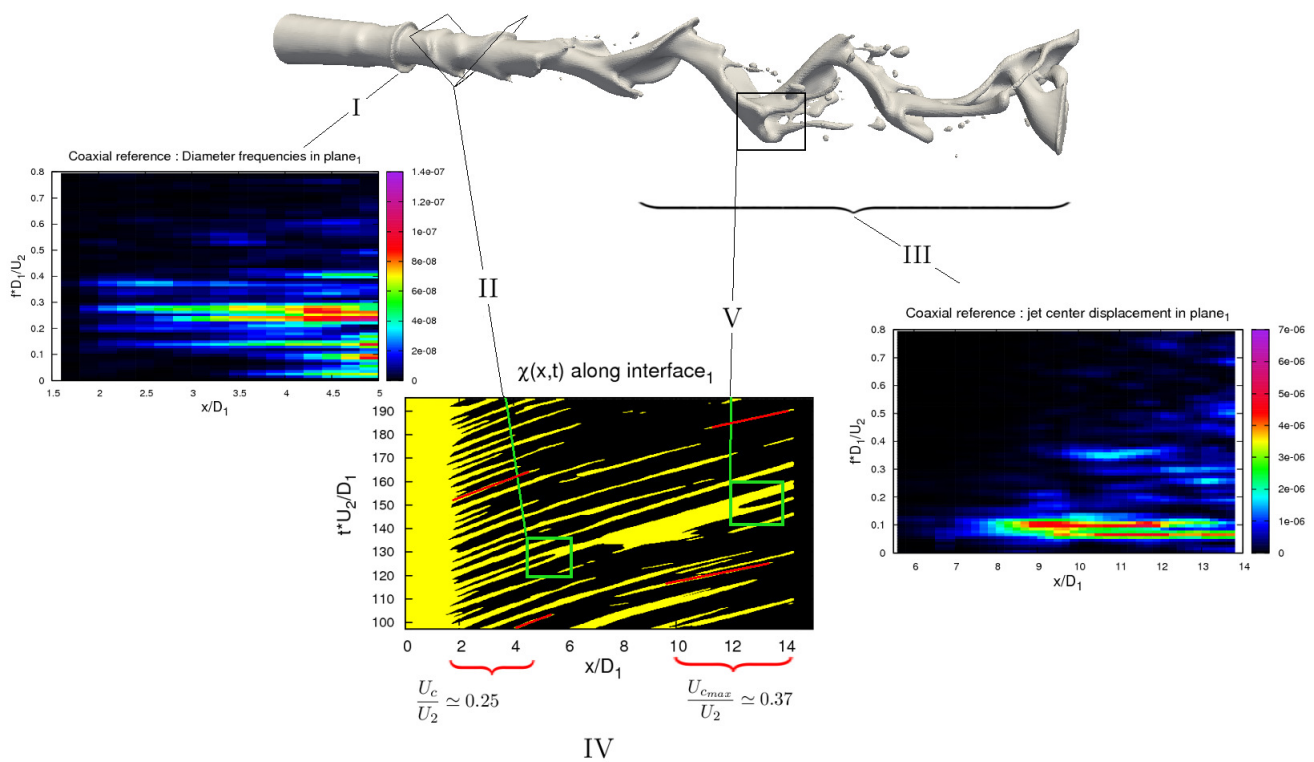 I
Coaxial reference : Diameter frequencies in plane₁
0.8
0.7
0.6
0.5
0.4
0.3
0.2
0.1
0
f*D₁/U₂
1.5 2 2.5 3 3.5 4 4.5 5
x/D₁
1.4e-07
1.2e-07
1e-07
8e-08
6e-08
4e-08
2e-08
0
II
V
III
χ(x,t) along interface₁
190
180
170
160
150
140
130
120
110
100
t*U₂/D₁
0 2 4 6 8 10 12 14
x/D₁
U_c/U₂ ≃ 0.25
U_{c_{max}}/U₂ ≃ 0.37
IV
Coaxial reference : jet center displacement in plane₁
0.8
0.7
0.6
0.5
0.4
0.3
0.2
0.1
0
f*D₁/U₂
6 7 8 9 10 11 12 13 14
x/D₁
7e-06
6e-06
5e-06
4e-06
3e-06
2e-06
1e-06
0